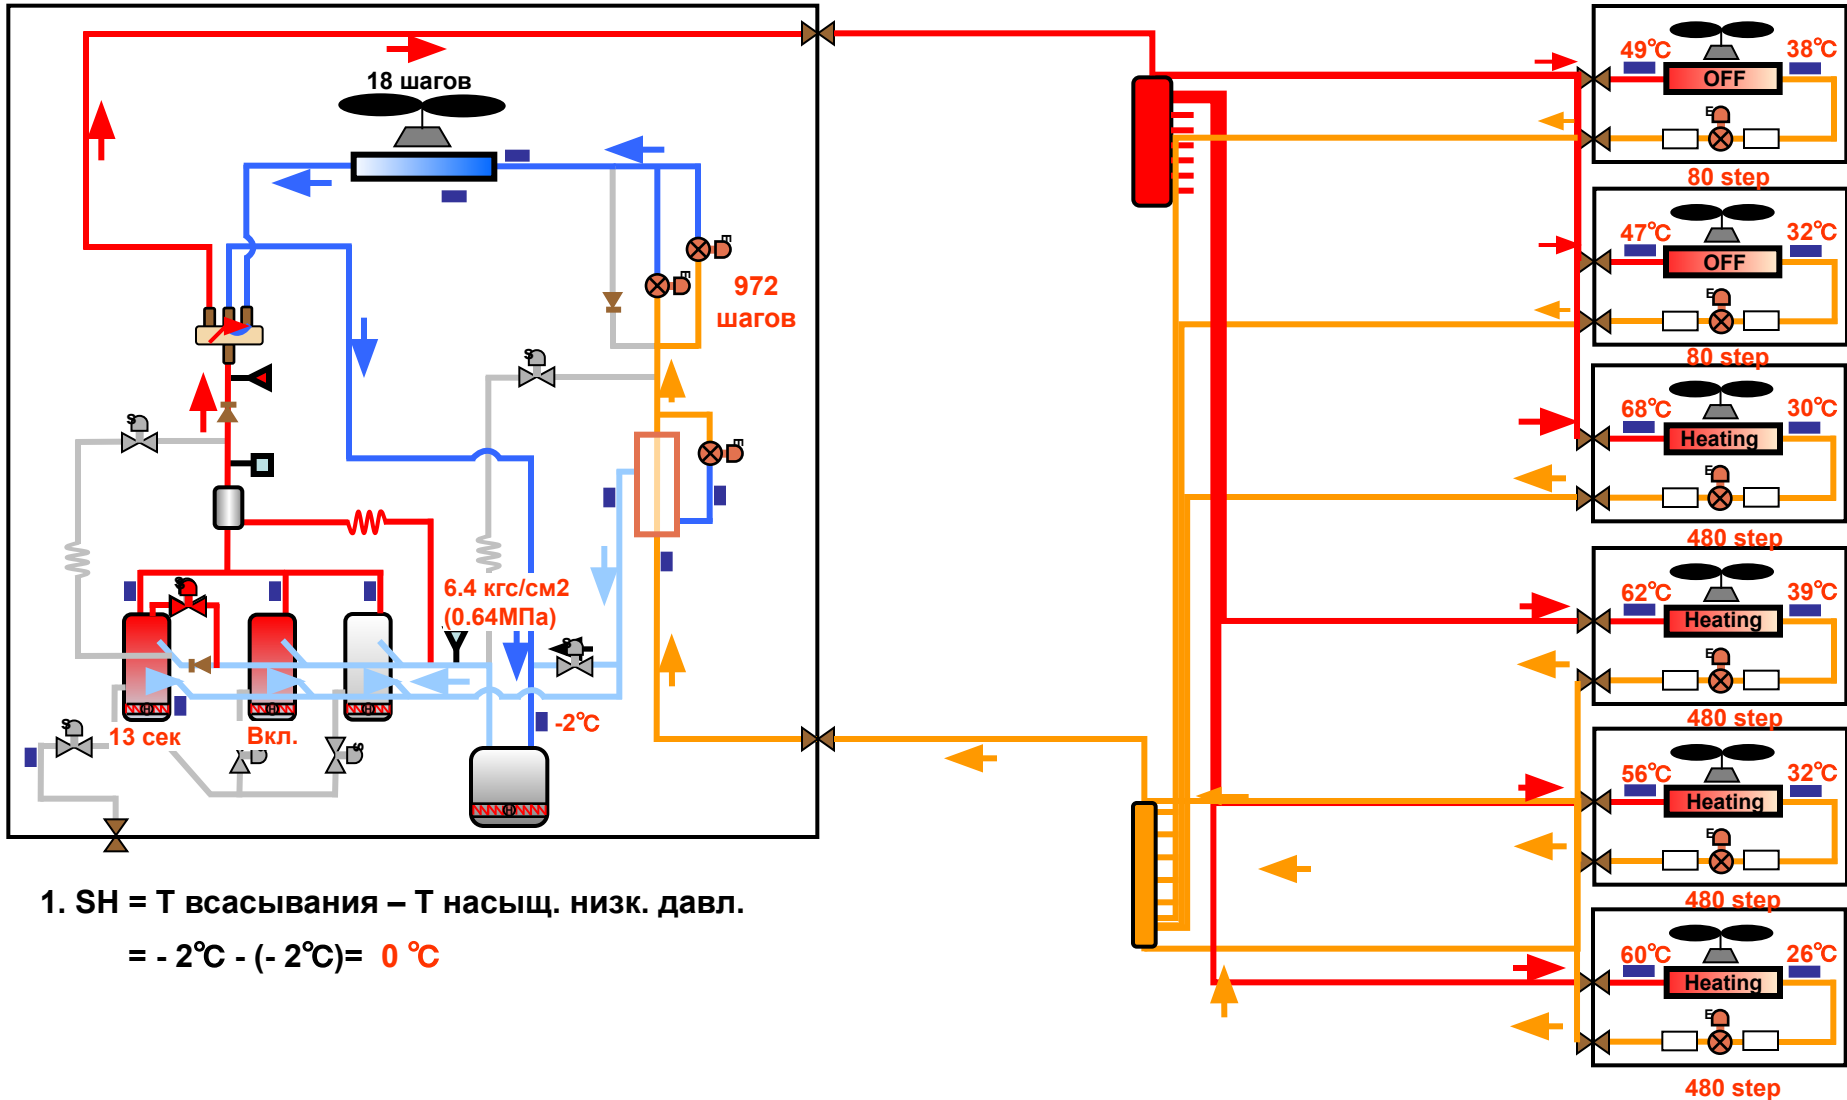 18 шагов
972
шагов
6.4 кгс/см2
(0.64МПа)
13 сек
Вкл.
-2℃
S
S
S
S
S
S
E
E
E
H
H
H
H
1. SH = Т всасывания – Т насыщ. низк. давл.
= - 2℃ - (- 2℃)= 0 ℃
49℃
38℃
OFF
E
80 step
47℃
32℃
OFF
E
80 step
68℃
30℃
Heating
E
480 step
62℃
39℃
Heating
E
480 step
56℃
32℃
Heating
E
480 step
60℃
26℃
Heating
E
480 step